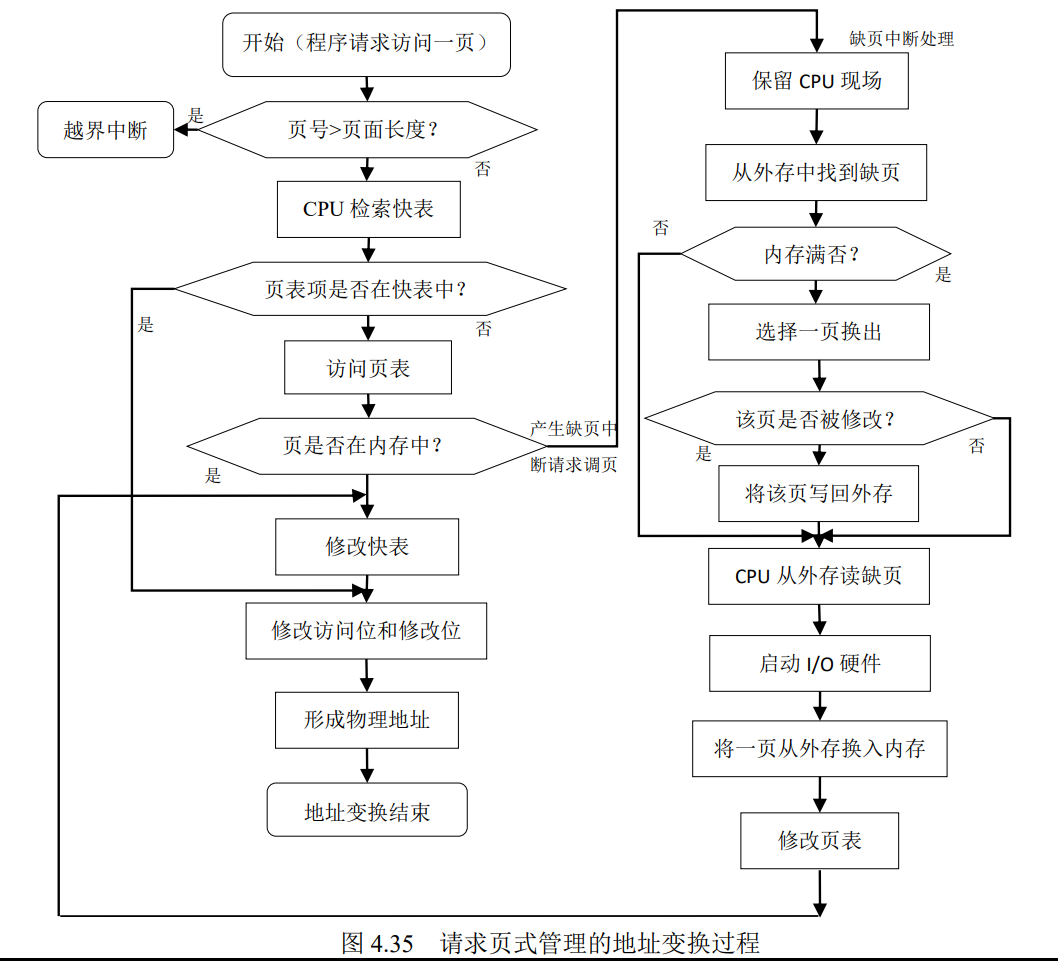 开始（程序请求访问一页）
页号>页面长度？
是
越界中断
否
CPU 检索快表
页表项是否在快表中？
是
否
访问页表
页是否在内存中？
是
产生缺页中
断请求调页
修改快表
修改访问位和修改位
形成物理地址
地址变换结束
缺页中断处理
保留 CPU 现场
从外存中找到缺页
内存满否？
否
是
选择一页换出
该页是否被修改？
是
否
将该页写回外存
CPU 从外存读缺页
启动 I/O 硬件
将一页从外存换入内存
修改页表
图 4.35 请求页式管理的地址变换过程